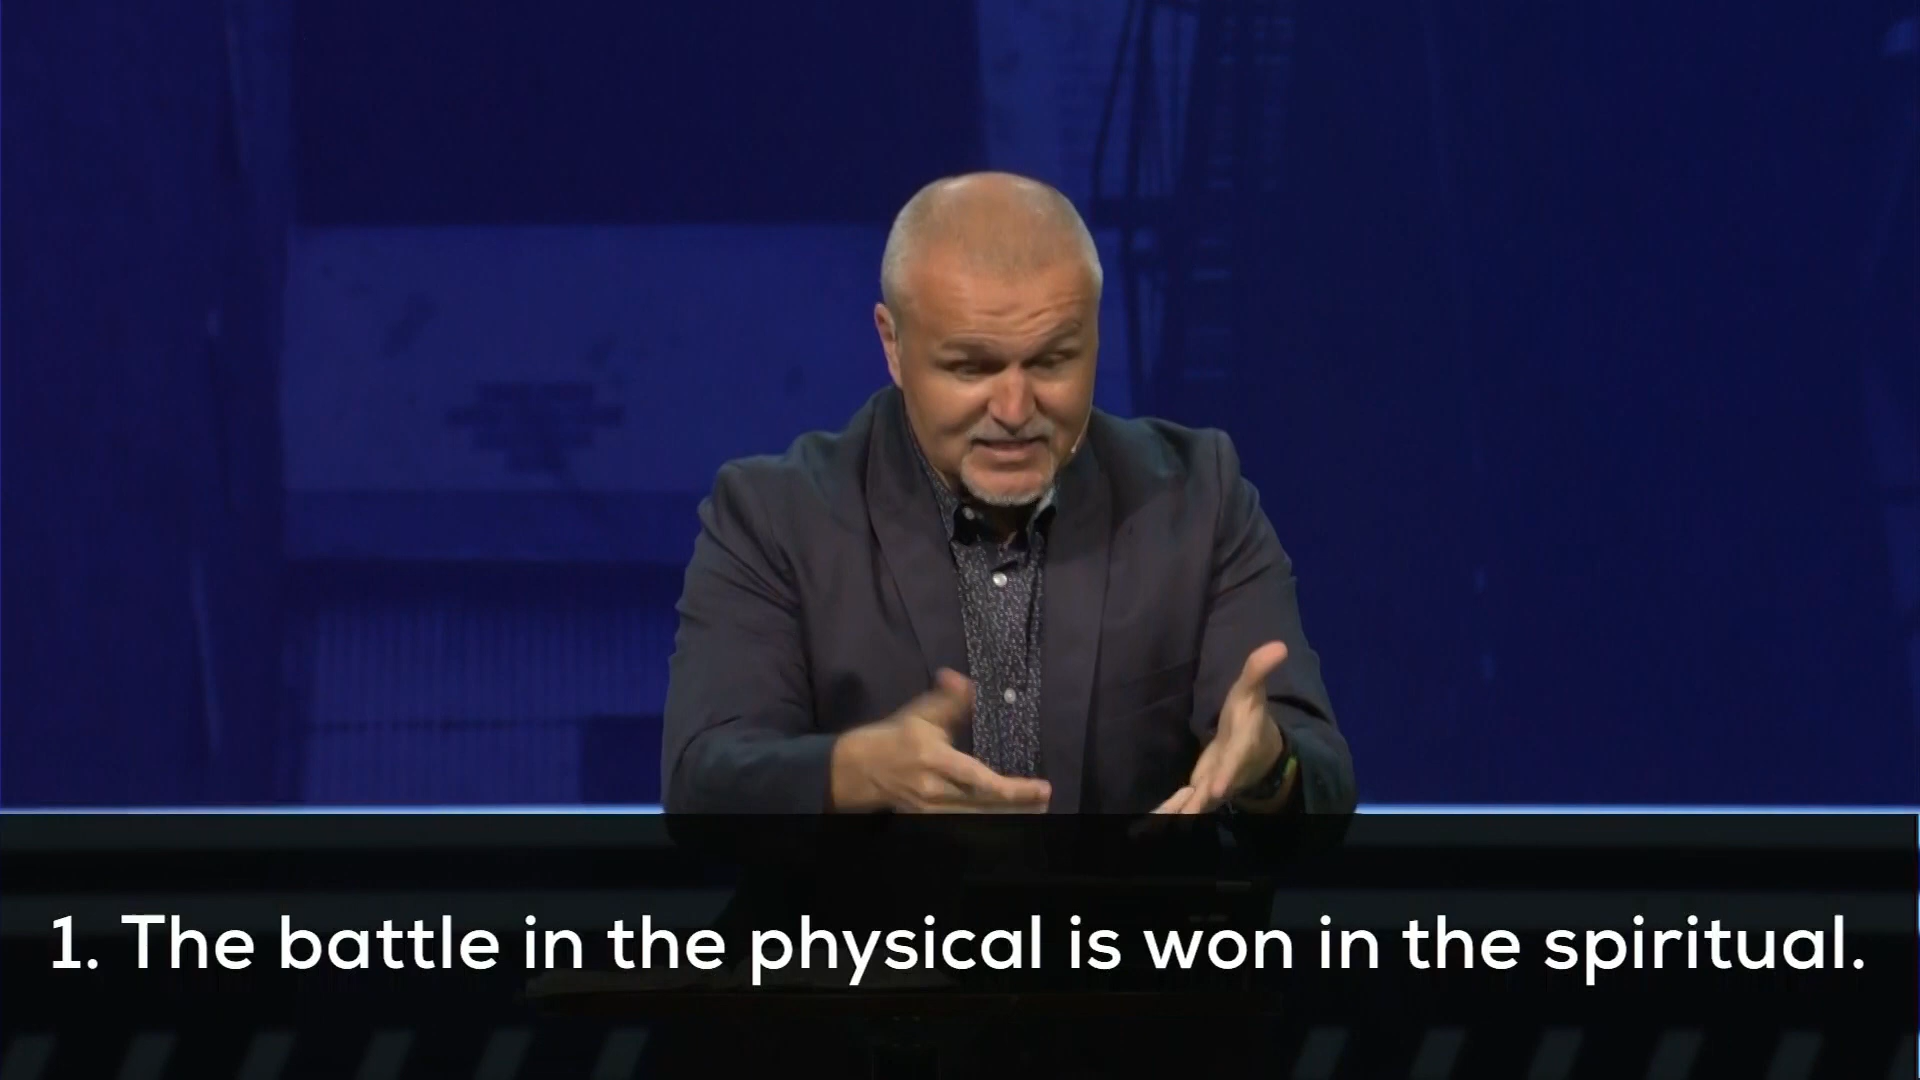 1. The battle in the physical is won in the spiritual.